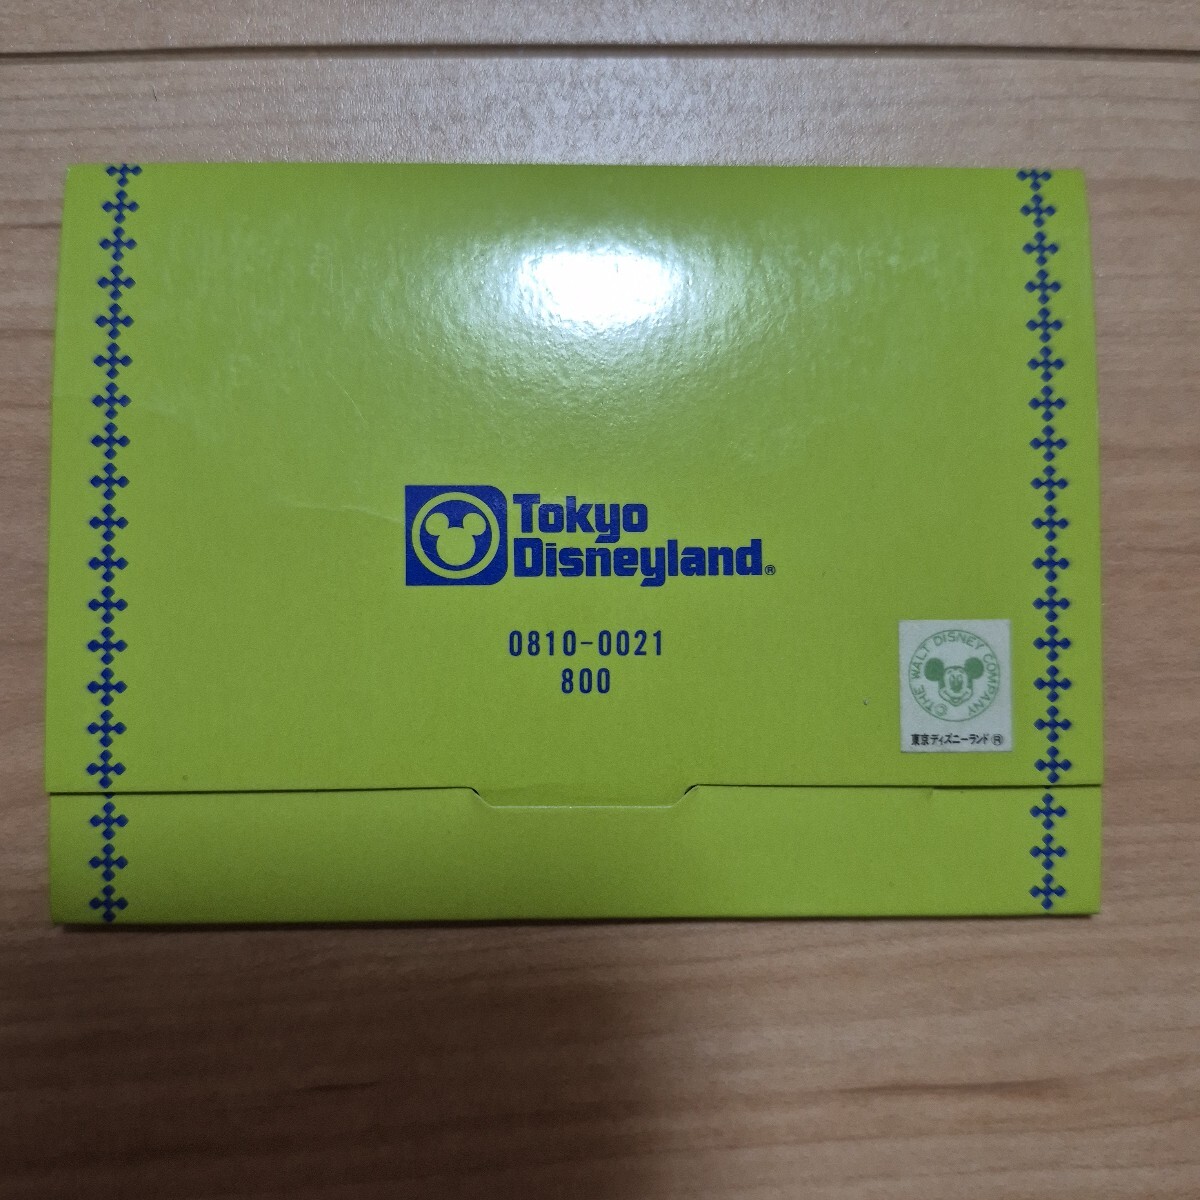 Tokyo
Disneyland®
0810-0021
800
©THE WALT DISNEY COMPANY
東京ディズニーランド®